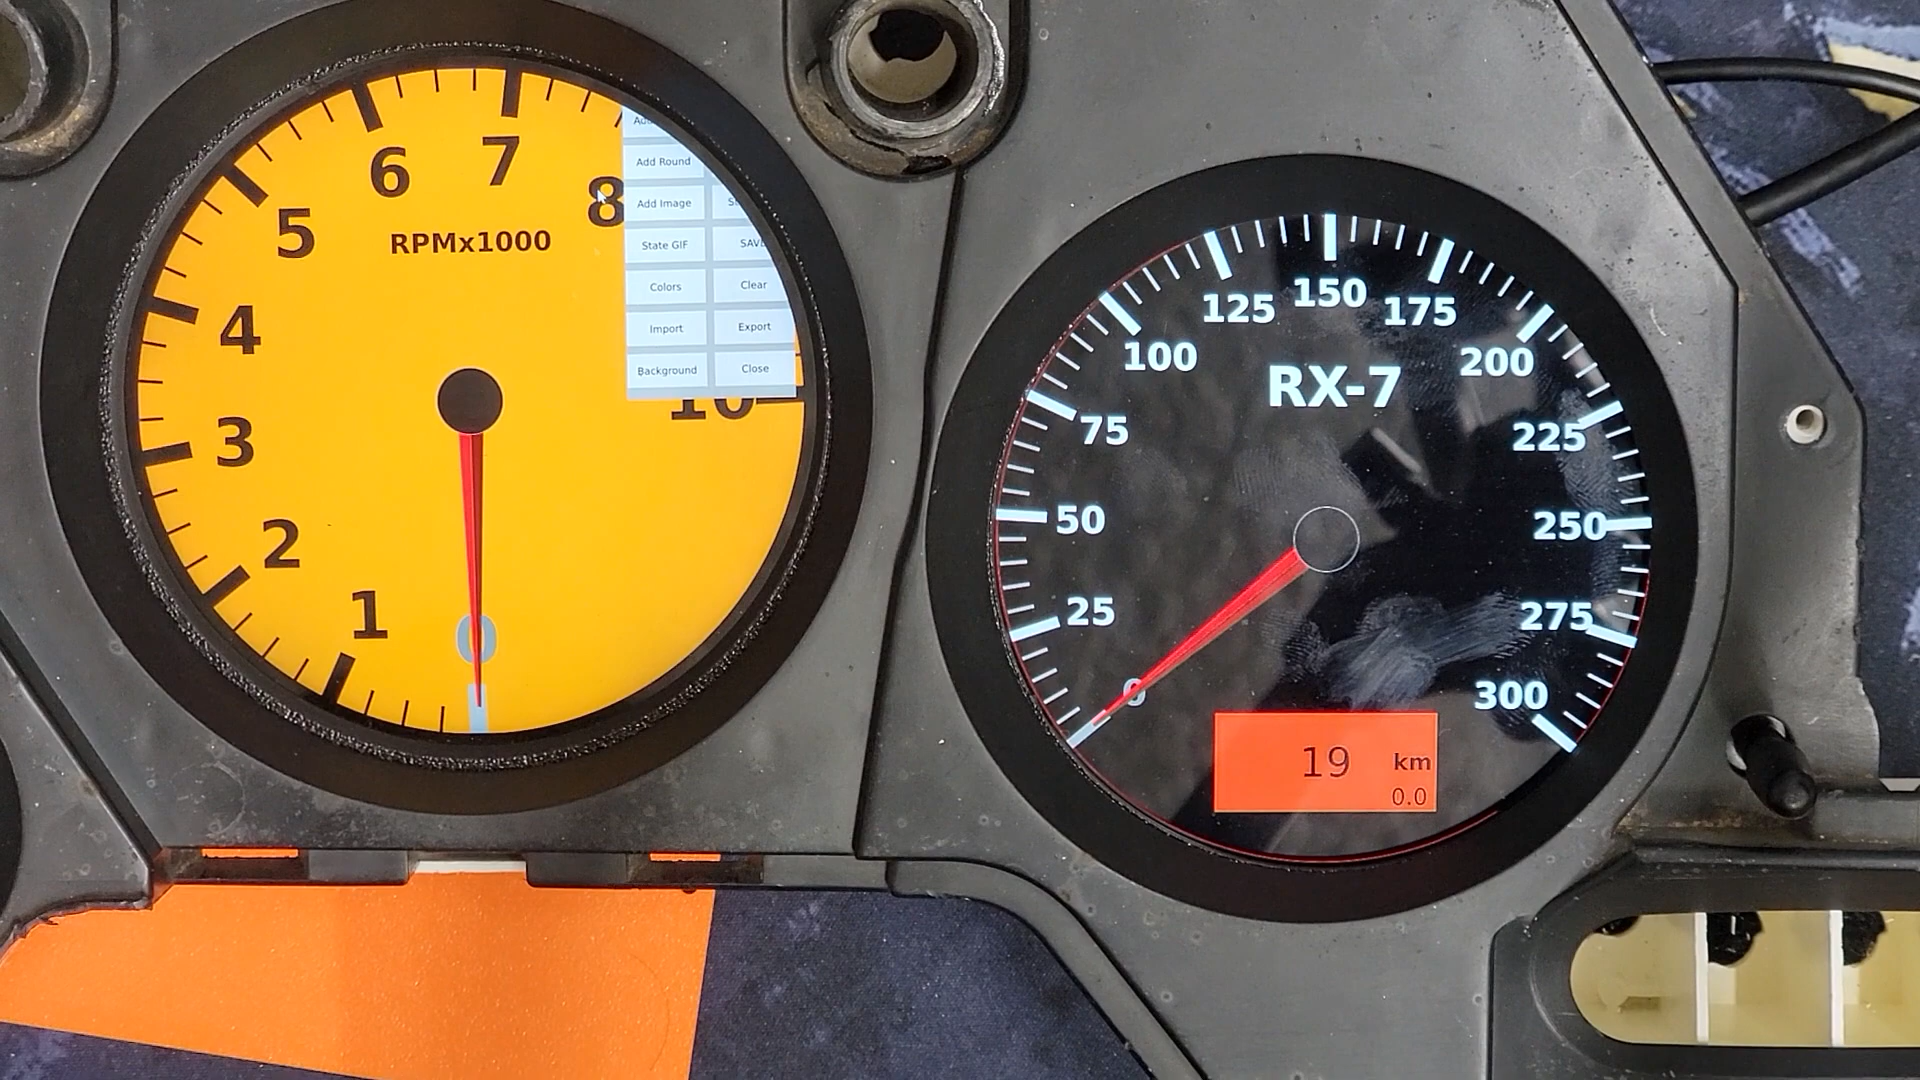 0
1
2
3
4
5
6
7
8
10
RPMx1000
Add Round
Add Image
State GIF
SAVE
Colors
Clear
Import
Export
Background
Close
0
25
50
75
100
125
150
175
200
225
250
275
300
RX-7
19 km
0.0